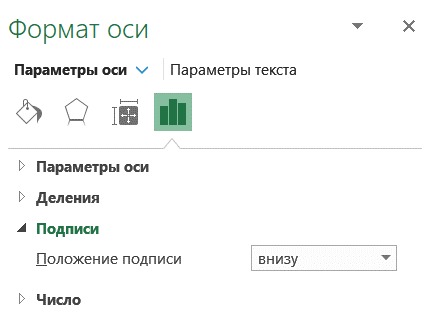 Формат оси
Параметры оси Параметры текста
Параметры оси
Деления
Подписи
Положение подписи внизу
Число